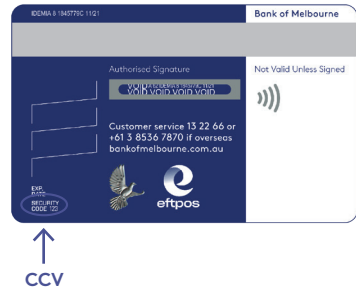 IDEMIA 8 1845779C 11/21
Bank of Melbourne
Authorised Signature
Not Valid Unless Signed
VOID VOID VOID VOID
Customer service 13 22 66 or
+61 3 8536 7870 if overseas
bankofmelbourne.com.au
EXP.
DATE
SECURITY
CODE 123
eftpos
CCV